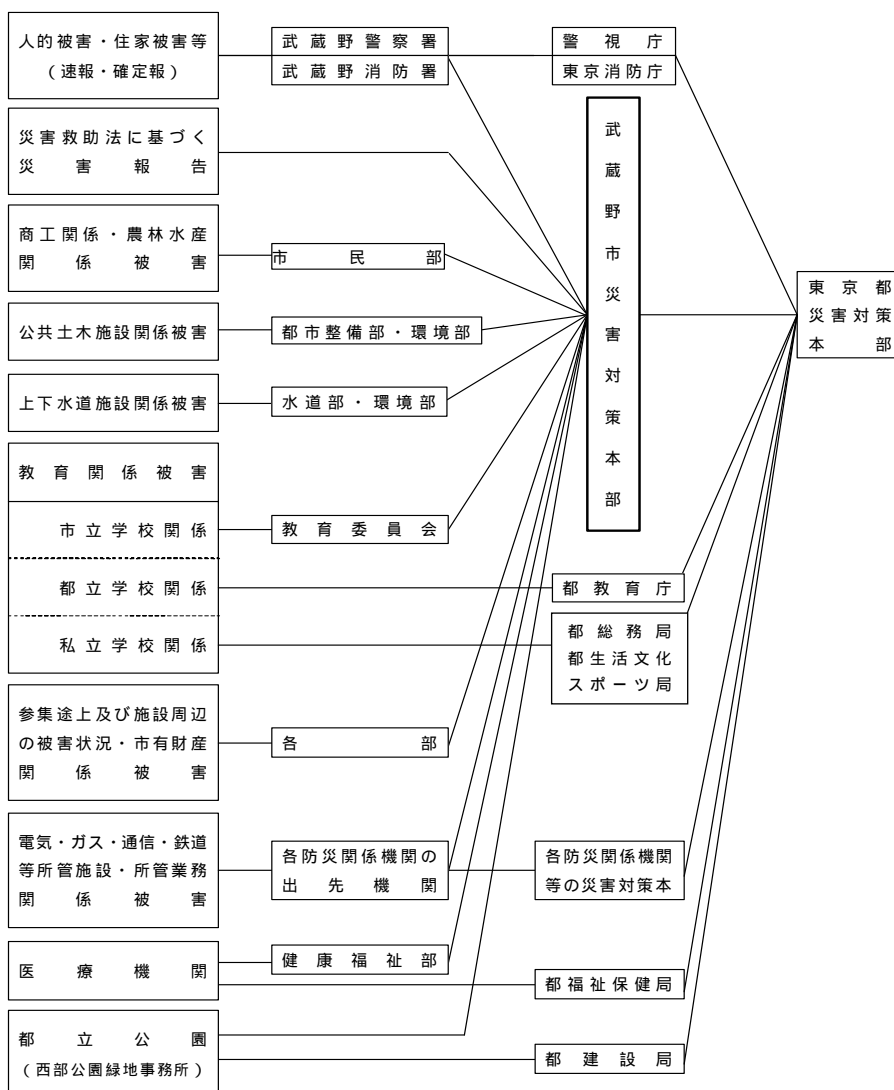 人的被害・住家被害等
(速報・確定報)
武蔵野警察署
武蔵野消防署
警視庁
東京消防庁
災害救助法に基づく
災害報告
商工関係・農林水産
関係被害
市民部
公共土木施設関係被害
都市整備部・環境部
上下水道施設関係被害
水道部・環境部
教育関係被害
市立学校関係
教育委員会
都立学校関係
都教育庁
私立学校関係
都総務局
都生活文化
スポーツ局
参集途上及び施設周辺
の被害状況・市有財産
関係被害
各部
電気・ガス・通信・鉄道
等所管施設・所管業務
関係被害
各防災関係機関の
出先機関
各防災関係機関
等の災害対策本
医療機関
健康福祉部
都福祉保健局
都立公園
(西部公園緑地事務所)
都建設局
武蔵野市災害対策本部
東京都
災害対策
本部